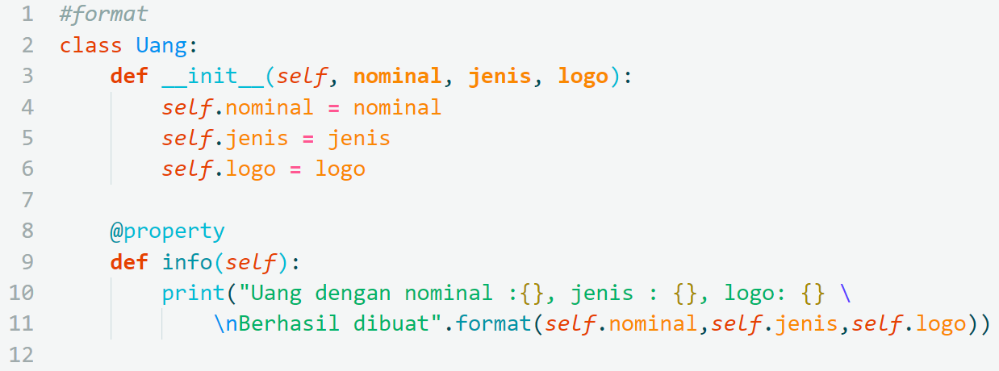 1 #format
2 class Uang:
3     def __init__(self, nominal, jenis, logo):
4         self.nominal = nominal
5         self.jenis = jenis
6         self.logo = logo
7
8     @property
9     def info(self):
10         print("Uang dengan nominal :{}, jenis : {}, logo: {} \
11             \nBerhasil dibuat".format(self.nominal,self.jenis,self.logo))
12